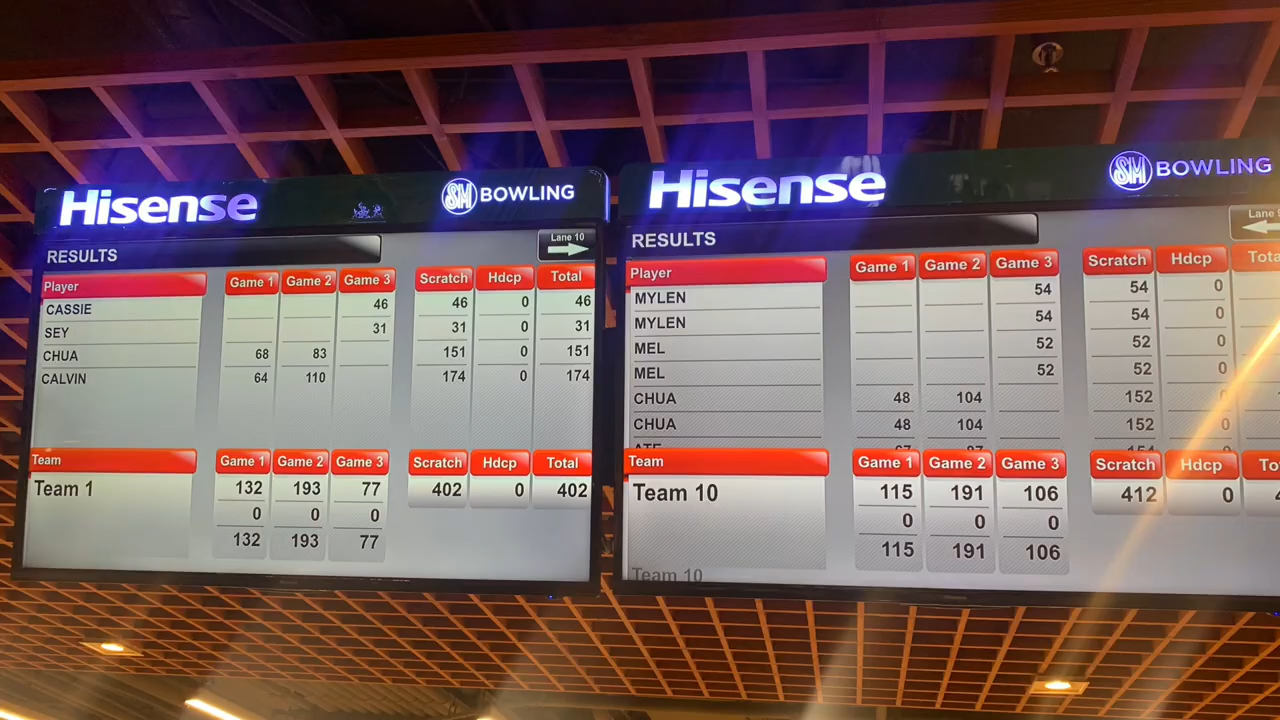 Hisense SM BOWLING
RESULTS Lane 10
Player Game 1 Game 2 Game 3 Scratch Hdcp Total
CASSIE 46 46 0 46
SEY 31 31 0 31
CHUA 68 83 151 0 151
CALVIN 64 110 174 0 174
Team Game 1 Game 2 Game 3 Scratch Hdcp Total
Team 1 132 193 77 402 0 402
0 0 0
132 193 77
Hisense SM BOWLING
RESULTS Lane
Player Game 1 Game 2 Game 3 Scratch Hdcp Tota
MYLEN 54 54 0
MYLEN 54 54 0
MEL 52 52 0
MEL 52 52 0
CHUA 48 104 152 0
CHUA 48 104 152 0
Team Game 1 Game 2 Game 3 Scratch Hdcp To
Team 10 115 191 106 412 0
0 0 0
115 191 106
Team 10